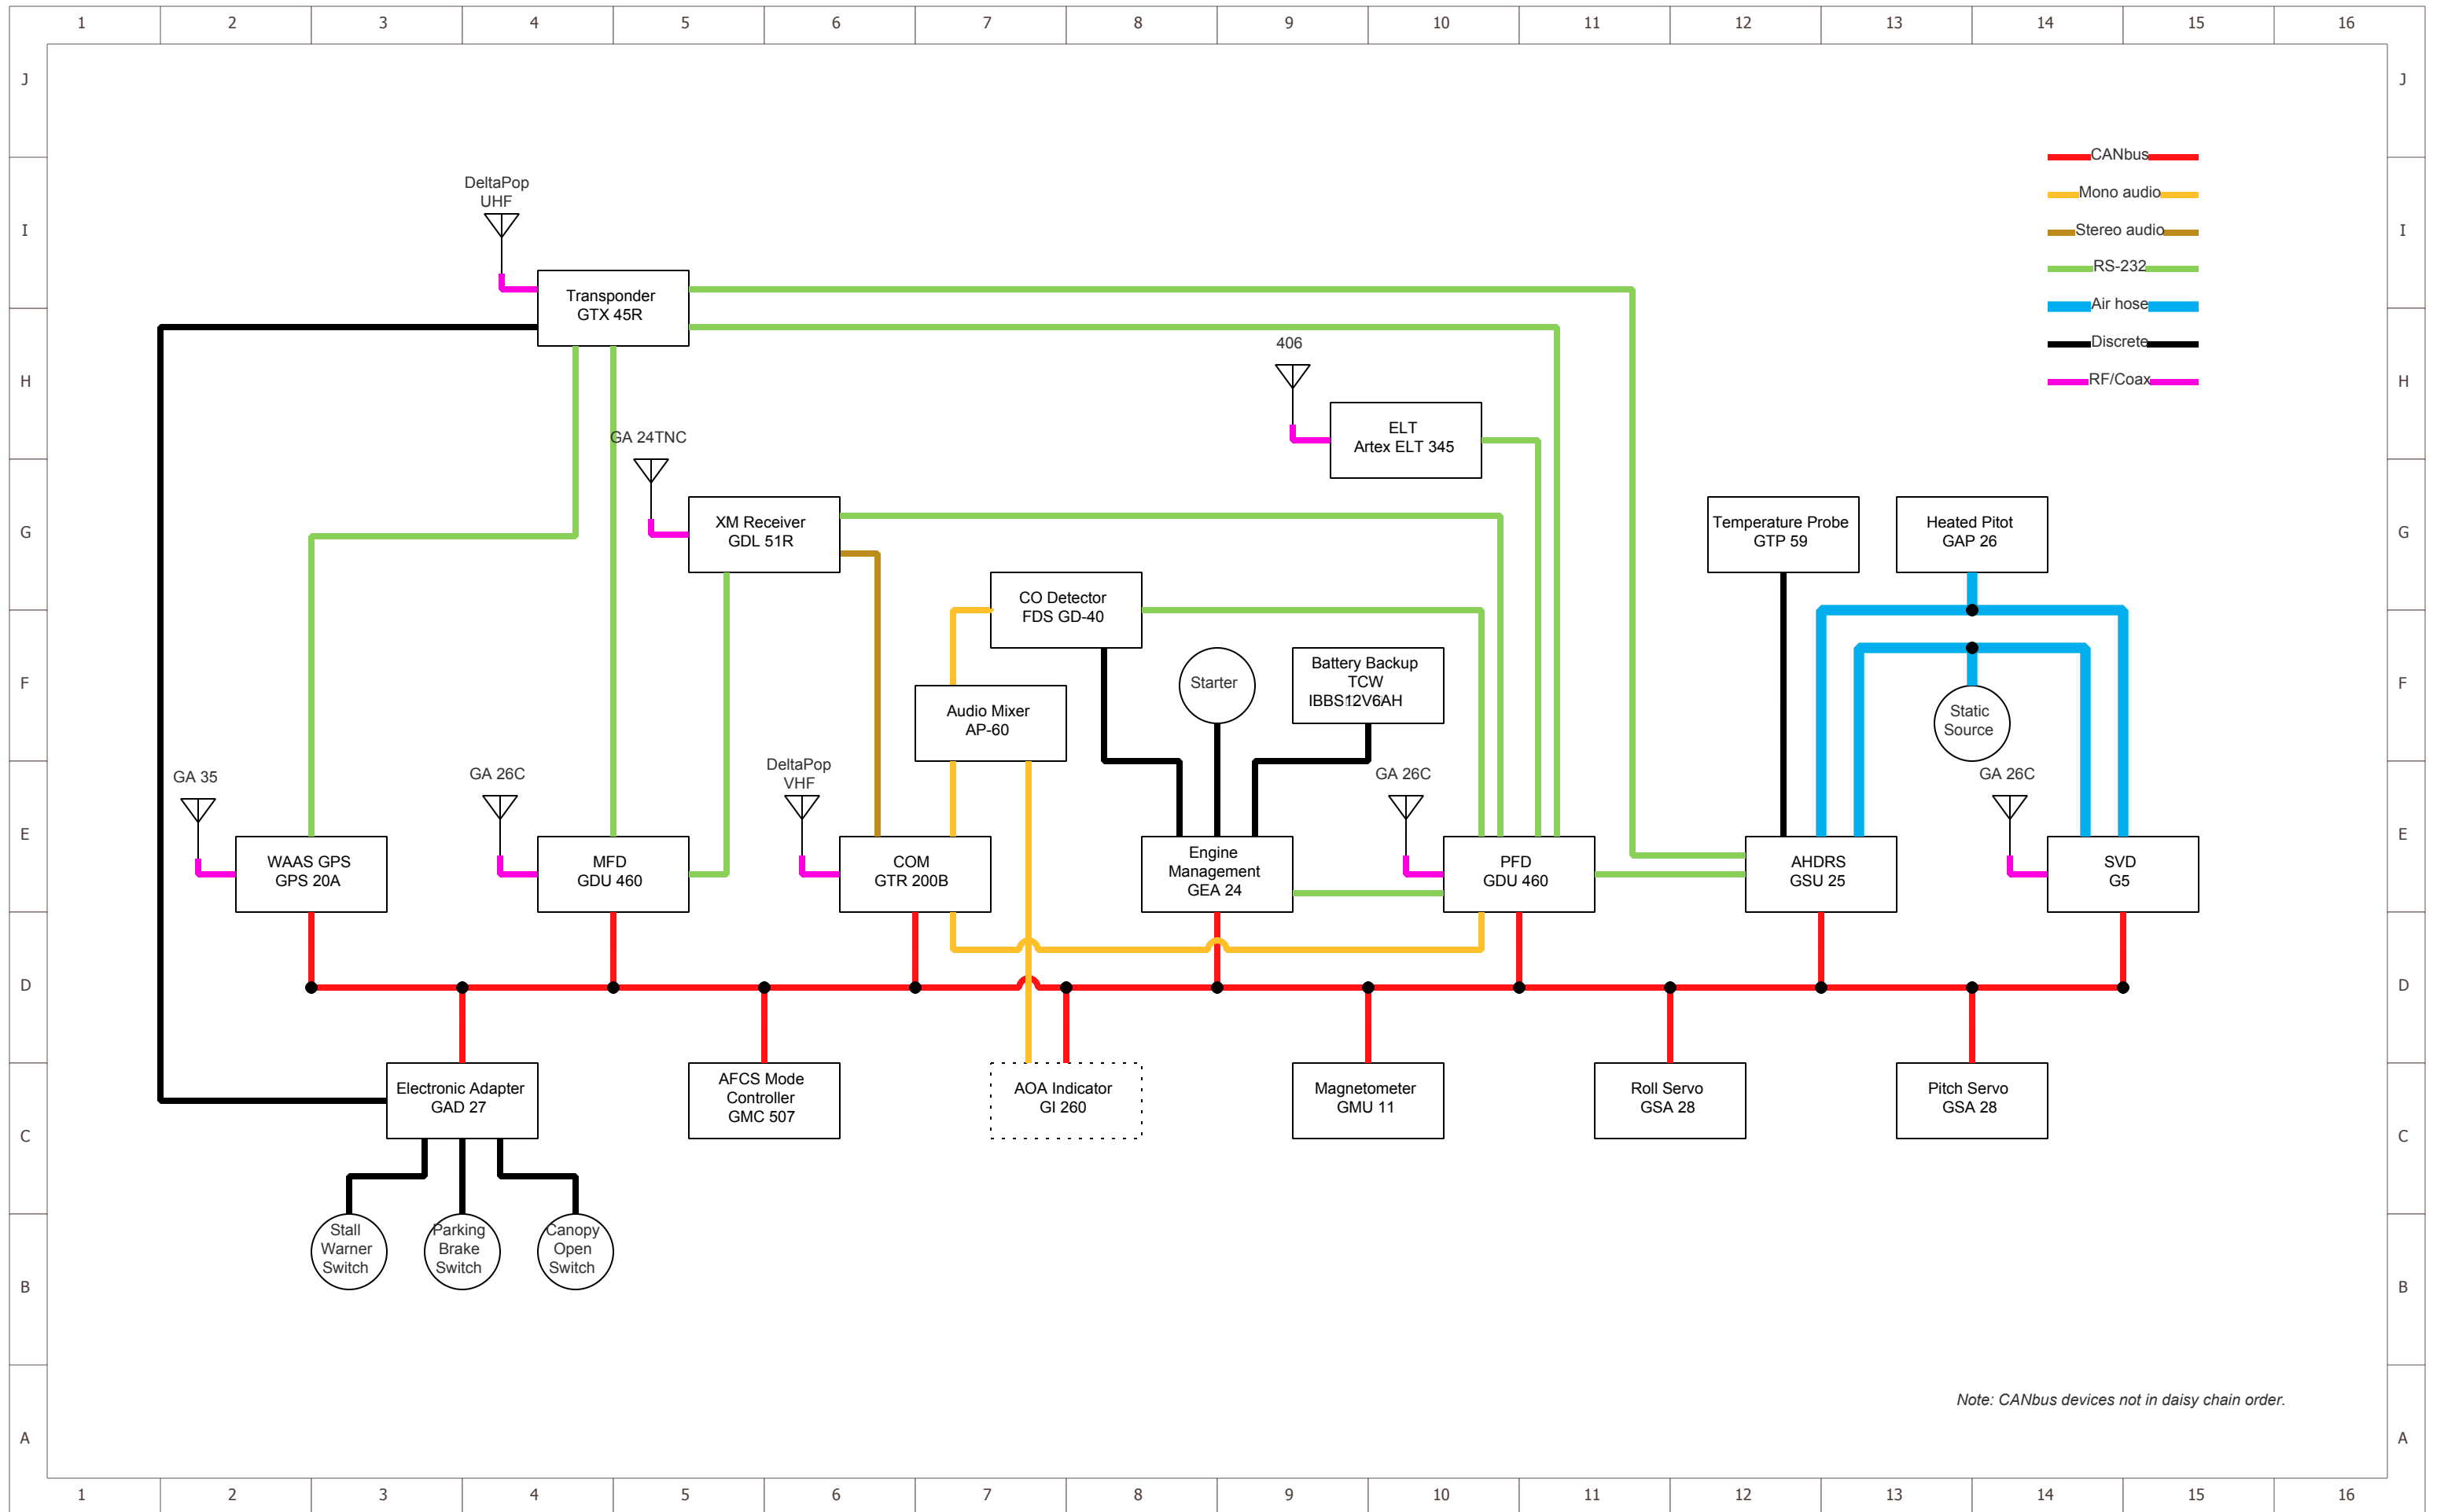 1 2 3 4 5 6 7 8 9 10 11 12 13 14 15 16
J J
CANbus
DeltaPop
UHF
Mono audio
I I
Stereo audio
RS-232
Transponder
GTX 45R
Air hose
Discrete
406
RF/Coax
H H
GA 24TNC
ELT
Artex ELT 345
XM Receiver
GDL 51R
Temperature Probe
GTP 59
Heated Pitot
GAP 26
G G
CO Detector
FDS GD-40
Starter
Battery Backup
TCW
IBBS12V6AH
F F
Audio Mixer
AP-60
Static
Source
GA 35
GA 26C
DeltaPop
VHF
GA 26C
GA 26C
E E
WAAS GPS
GPS 20A
MFD
GDU 460
COM
GTR 200B
Engine
Management
GEA 24
PFD
GDU 460
AHDRS
GSU 25
SVD
G5
D D
Electronic Adapter
GAD 27
AFCS Mode
Controller
GMC 507
AOA Indicator
GI 260
Magnetometer
GMU 11
Roll Servo
GSA 28
Pitch Servo
GSA 28
C C
Stall
Warner
Switch
Parking
Brake
Switch
Canopy
Open
Switch
B B
Note: CANbus devices not in daisy chain order.
A A
1 2 3 4 5 6 7 8 9 10 11 12 13 14 15 16